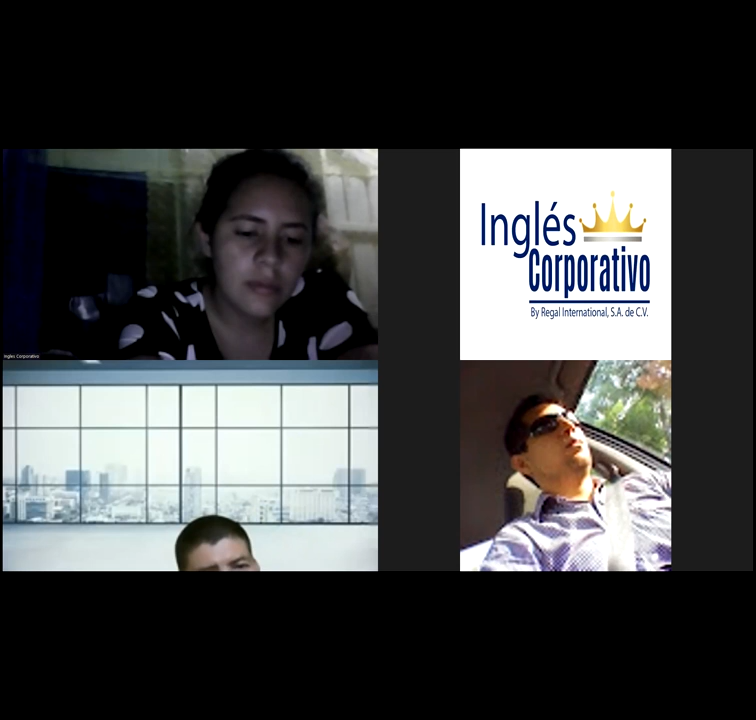 Inglés
Corporativo
By Regal International, S.A. de C.V.
Ingles Corporativo